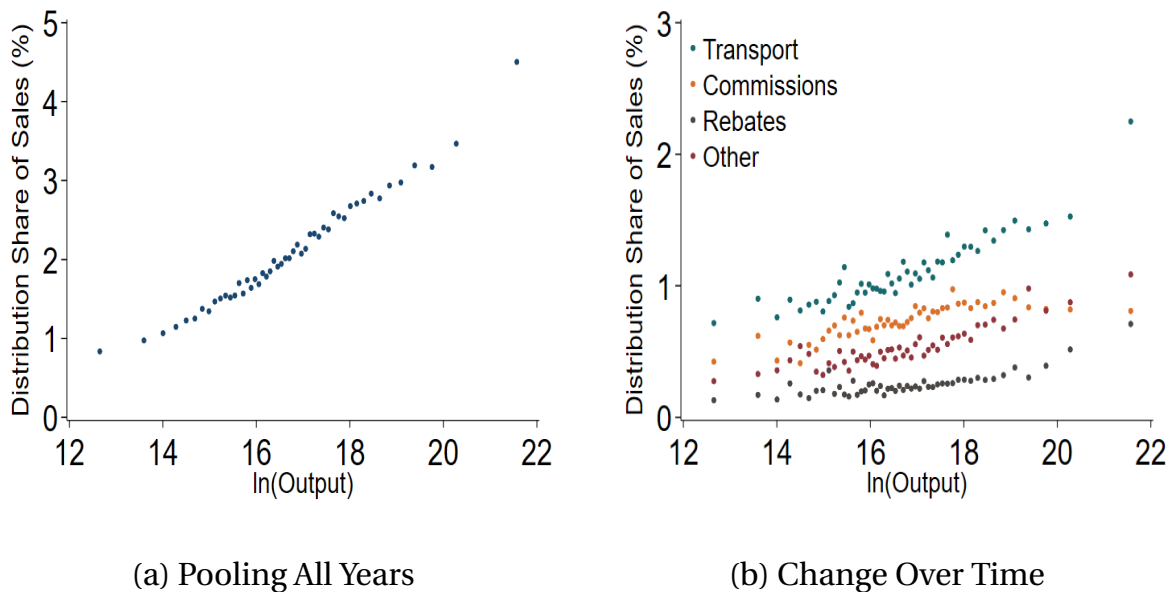 Distribution Share of Sales (%)
5
4
3
2
1
0
12 14 16 18 20 22
ln(Output)
(a) Pooling All Years
Distribution Share of Sales (%)
3
2
1
0
Transport
Commissions
Rebates
Other
12 14 16 18 20 22
ln(Output)
(b) Change Over Time